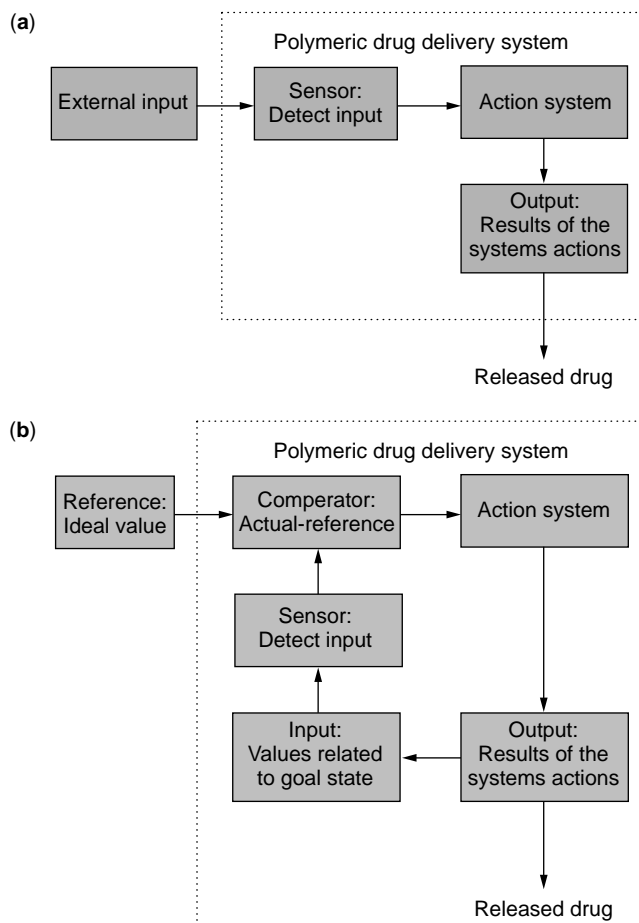 (a)
Polymeric drug delivery system
External input
Sensor:
Detect input
Action system
Output:
Results of the
systems actions
Released drug
(b)
Polymeric drug delivery system
Reference:
Ideal value
Comperator:
Actual-reference
Action system
Sensor:
Detect input
Input:
Values related
to goal state
Output:
Results of the
systems actions
Released drug